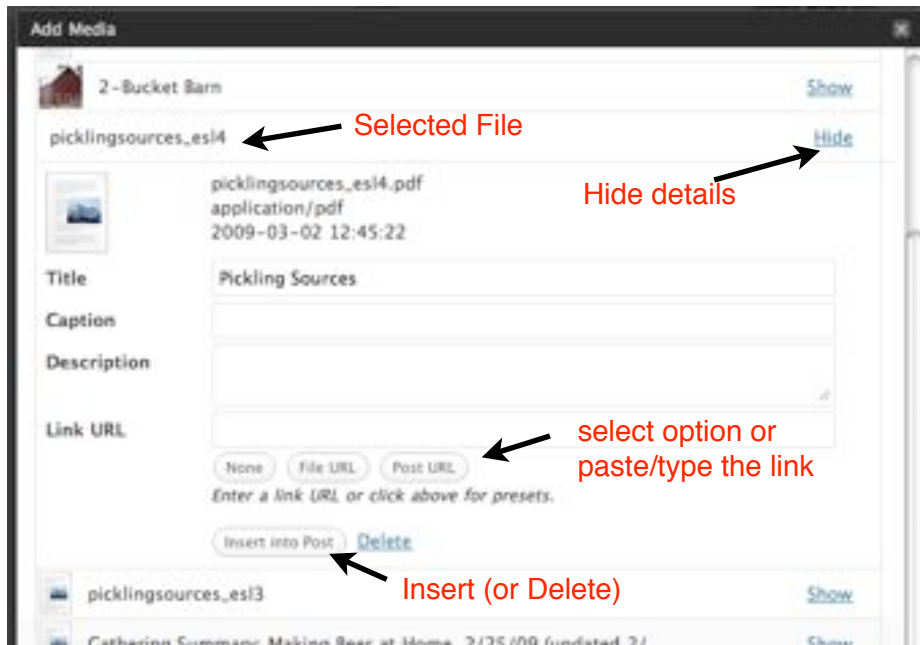 Add Media
2-Bucket Barn Show
picklingsources_esl4 Selected File Hide
Hide details
picklingsources_esl4.pdf
application/pdf
2009-03-02 12:45:22
Title Pickling Sources
Caption
Description
Link URL
select option or
paste/type the link
None File URL Post URL
Enter a link URL or click above for presets.
Insert into Post Delete
Insert (or Delete)
picklingsources_esl3 Show
Gathering Summary: Making Beer at Home, 2/25/09 (updated 2/ Show